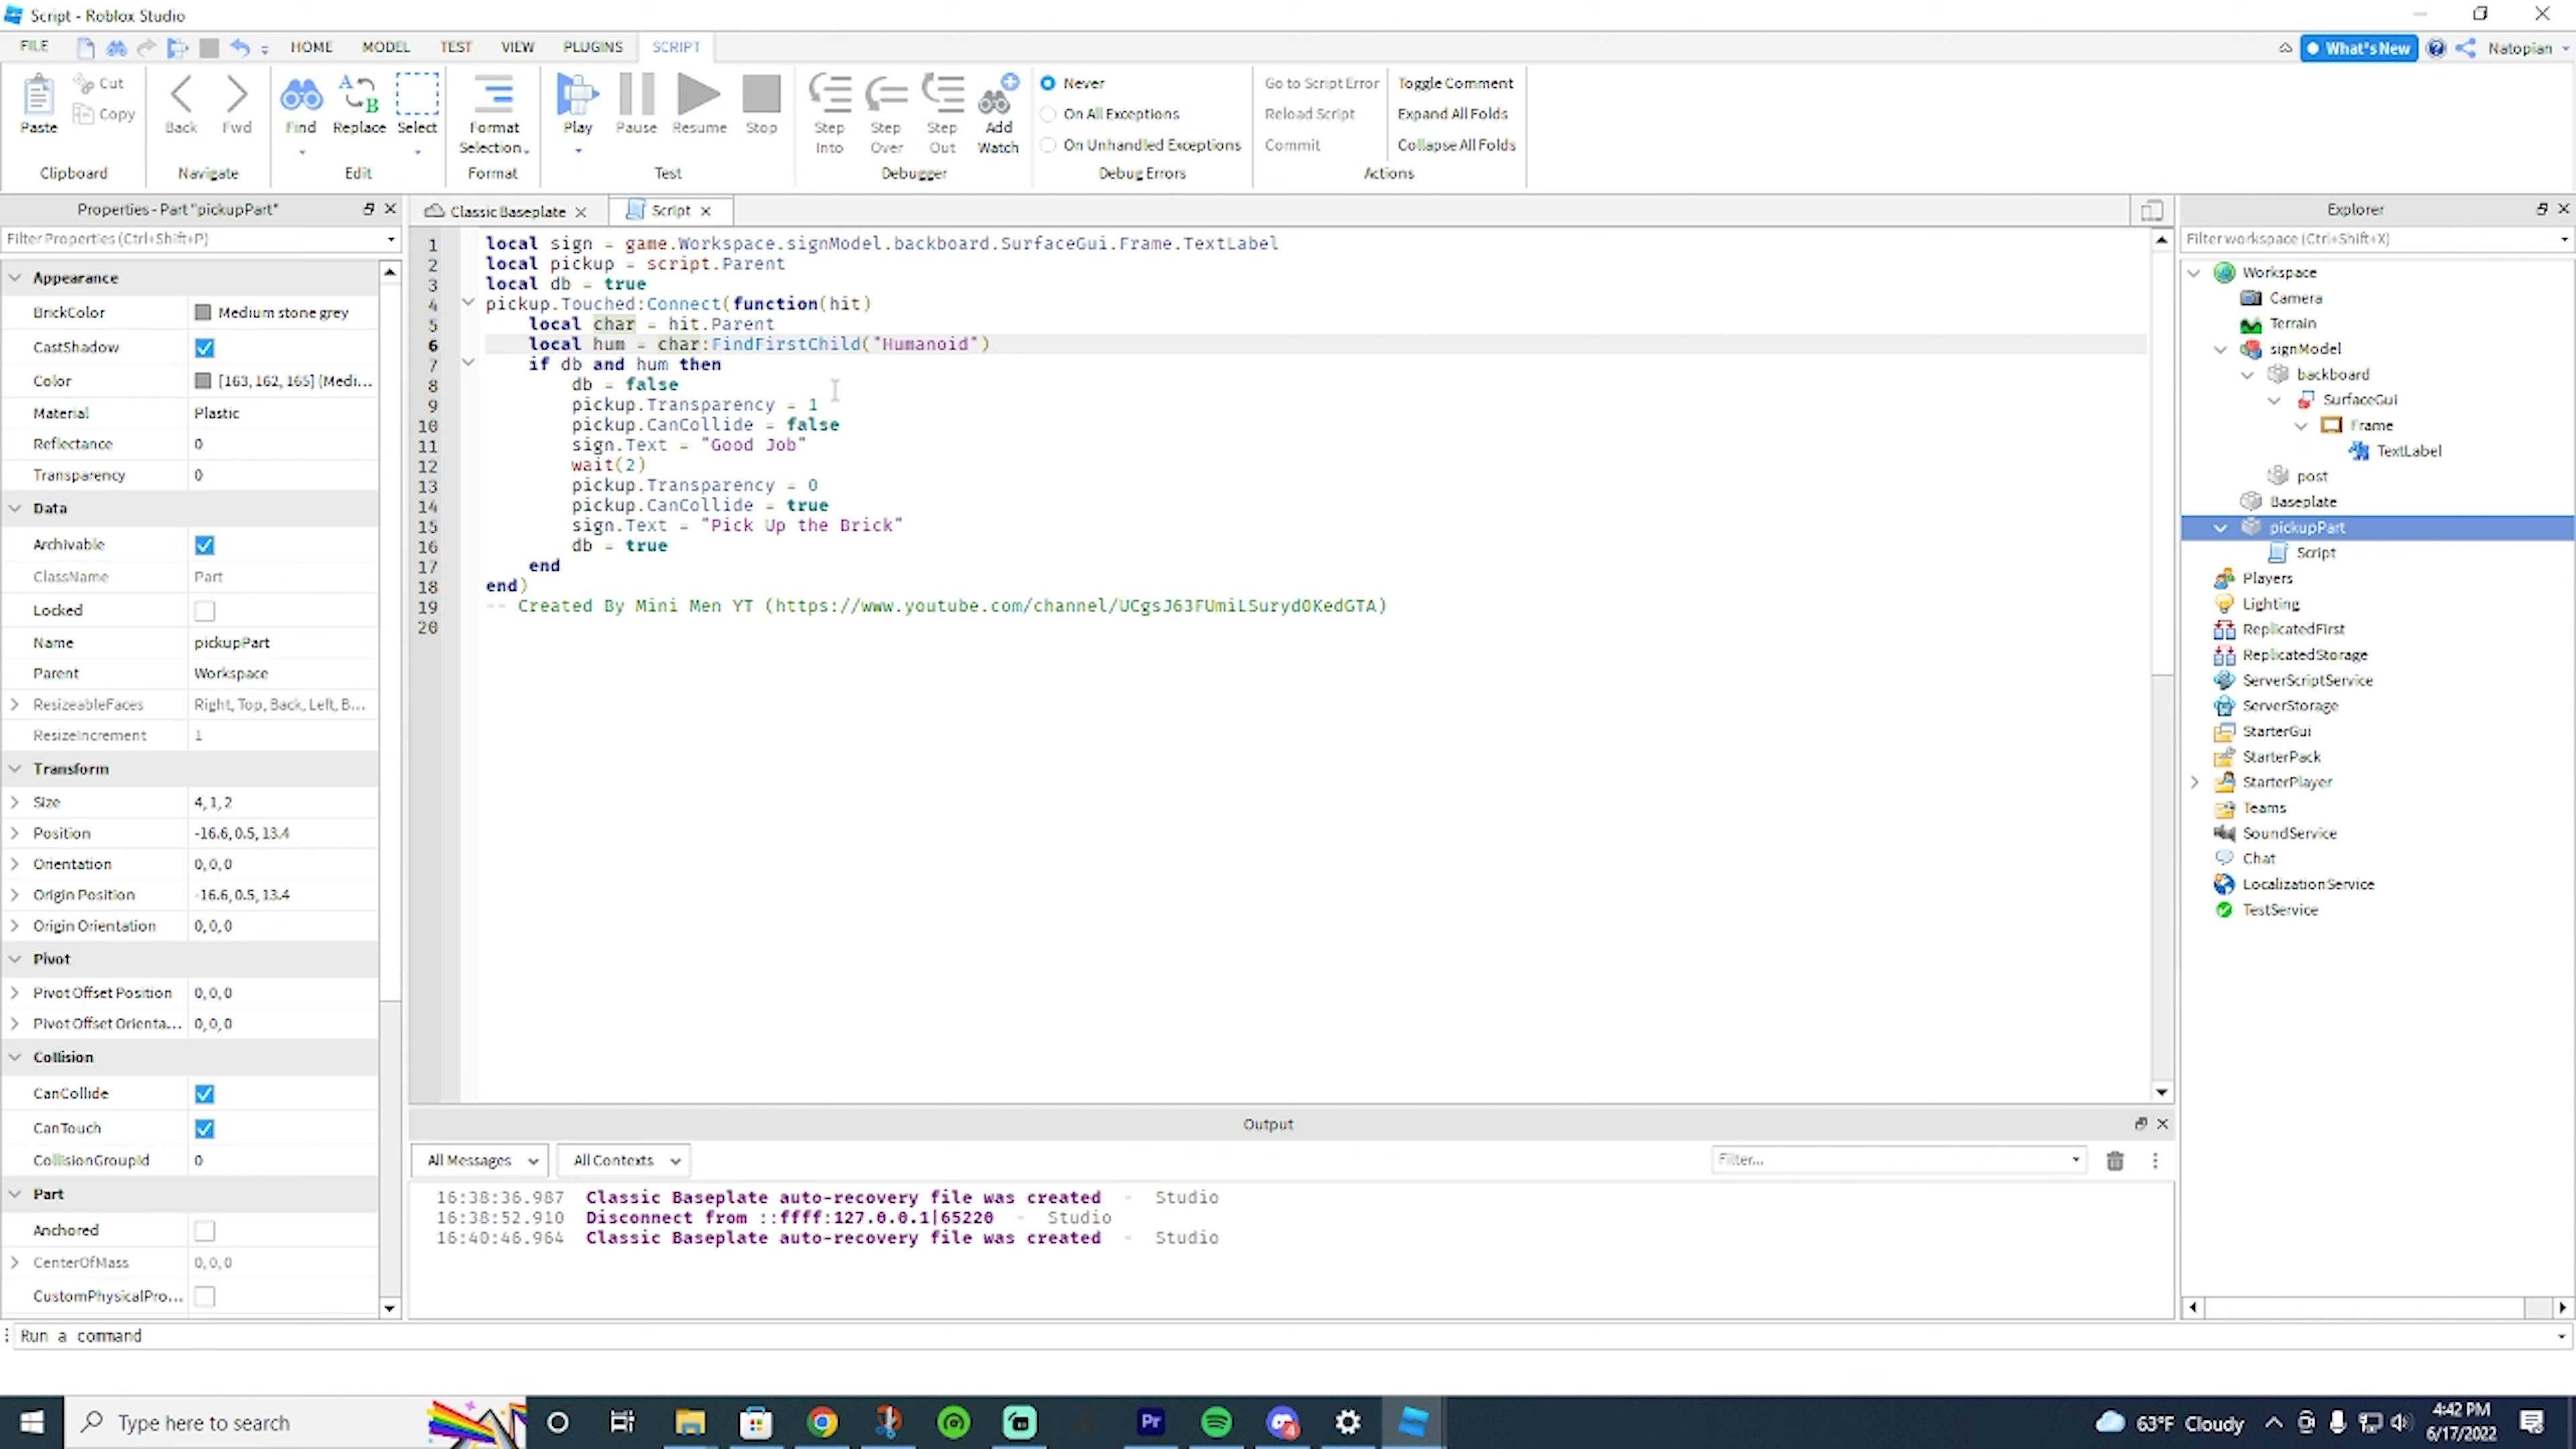 Script - Roblox Studio
FILE HOME MODEL TEST VIEW PLUGINS SCRIPT What's New Natopian
Paste Cut Copy Back Fwd Find Replace Select Format Selection Play Pause Resume Stop Step Into Step Over Step Out Add Watch
Never
On All Exceptions
On Unhandled Exceptions
Go to Script Error
Reload Script
Commit
Toggle Comment
Expand All Folds
Collapse All Folds
Clipboard Navigate Edit Format Test Debugger Debug Errors Actions
Properties - Part "pickupPart"
Filter Properties (Ctrl+Shift+P)
Appearance
BrickColor Medium stone grey
CastShadow
Color [163, 162, 165] (Medi...
Material Plastic
Reflectance 0
Transparency 0
Data
Archivable
ClassName Part
Locked
Name pickupPart
Parent Workspace
ResizeableFaces Right, Top, Back, Left, B...
ResizeIncrement 1
Transform
Size 4, 1, 2
Position -16.6, 0.5, 13.4
Orientation 0, 0, 0
Origin Position -16.6, 0.5, 13.4
Origin Orientation 0, 0, 0
Pivot
Pivot Offset Position 0, 0, 0
Pivot Offset Orienta... 0, 0, 0
Collision
CanCollide
CanTouch
CollisionGroupId 0
Part
Anchored
CenterOfMass 0, 0, 0
CustomPhysicalPro...
Classic Baseplate Script
1 local sign = game.Workspace.signModel.backboard.SurfaceGui.Frame.TextLabel
2 local pickup = script.Parent
3 local db = true
4 pickup.Touched:Connect(function(hit)
5 local char = hit.Parent
6 local hum = char:FindFirstChild("Humanoid")
7 if db and hum then
8 db = false
9 pickup.Transparency = 1
10 pickup.CanCollide = false
11 sign.Text = "Good Job"
12 wait(2)
13 pickup.Transparency = 0
14 pickup.CanCollide = true
15 sign.Text = "Pick Up the Brick"
16 db = true
17 end
18 end)
19 -- Created By Mini Men YT (https://www.youtube.com/channel/UCgsJ63FUmiLSuryd0KedGTA)
20
Output
All Messages All Contexts Filter...
16:38:36.987 Classic Baseplate auto-recovery file was created - Studio
16:38:52.910 Disconnect from ::ffff:127.0.0.1|65220 - Studio
16:40:46.964 Classic Baseplate auto-recovery file was created - Studio
Explorer
Filter workspace (Ctrl+Shift+X)
Workspace
Camera
Terrain
signModel
backboard
SurfaceGui
Frame
TextLabel
post
Baseplate
pickupPart
Script
Players
Lighting
ReplicatedFirst
ReplicatedStorage
ServerScriptService
ServerStorage
StarterGui
StarterPack
StarterPlayer
Teams
SoundService
Chat
LocalizationService
TestService
Run a command
Type here to search
Pr
4
63°F Cloudy
4:42 PM
6/17/2022